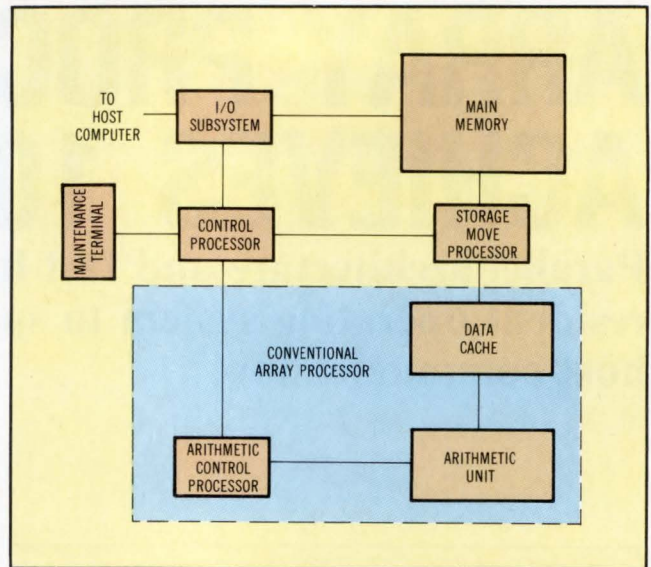 TO
HOST
COMPUTER
I/O
SUBSYSTEM
MAIN
MEMORY
MAINTENANCE
TERMINAL
CONTROL
PROCESSOR
STORAGE
MOVE
PROCESSOR
CONVENTIONAL
ARRAY PROCESSOR
DATA
CACHE
ARITHMETIC
CONTROL
PROCESSOR
ARITHMETIC
UNIT